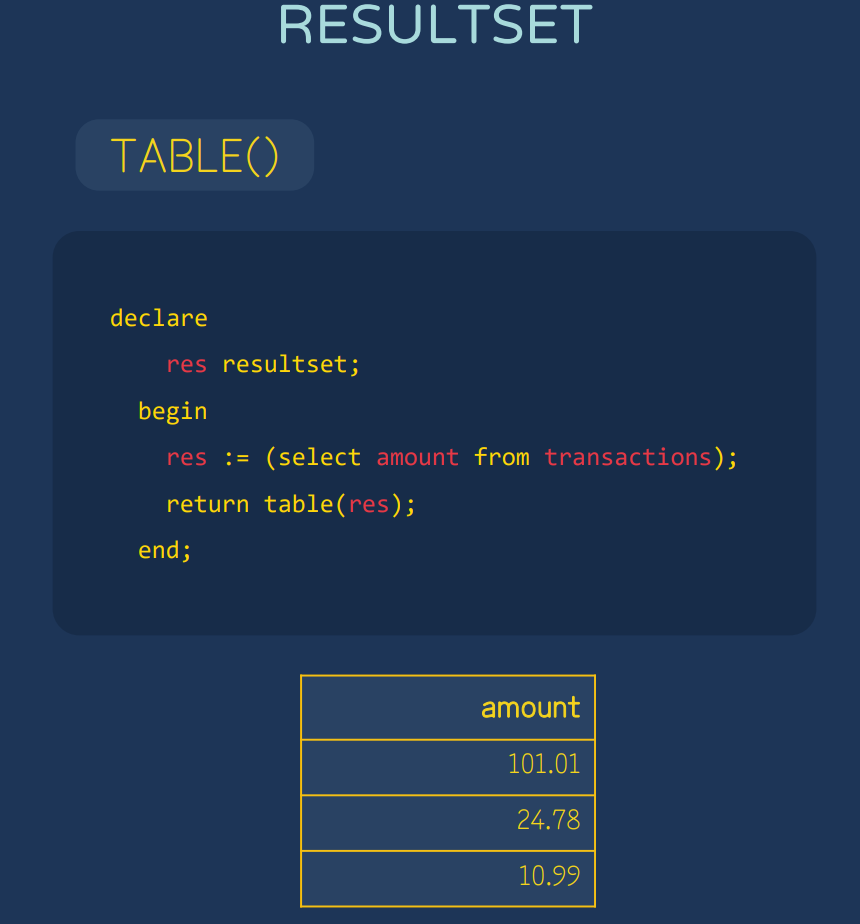 RESULTSET
TABLE()
declare
res resultset;
begin
res := (select amount from transactions);
return table(res);
end;
amount
101.01
24.78
10.99